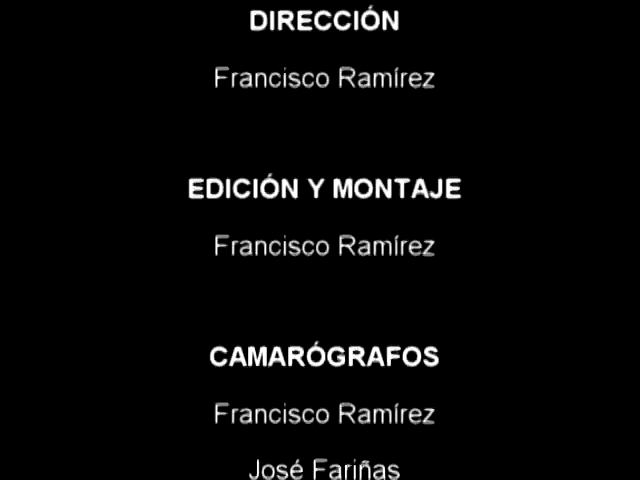 DIRECCIÓN
Francisco Ramírez
EDICIÓN Y MONTAJE
Francisco Ramírez
CAMARÓGRAFOS
Francisco Ramírez
José Fariñas